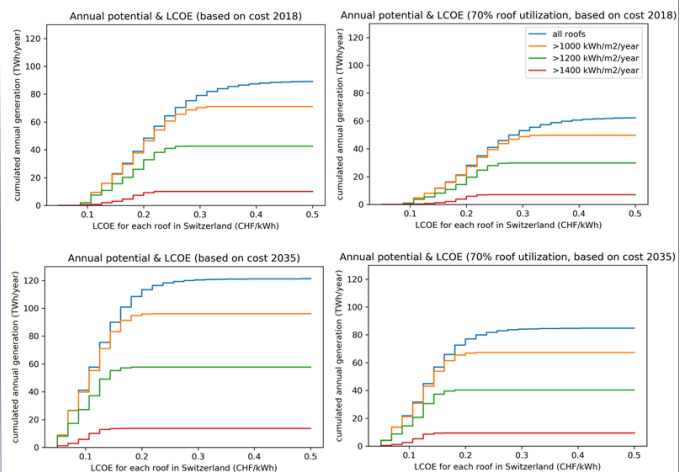 Annual potential & LCOE (based on cost 2018)
cumulated annual generation (TWh/year)
120
100
80
60
40
20
0
0.1 0.2 0.3 0.4 0.5
LCOE for each roof in Switzerland (CHF/kWh)
Annual potential & LCOE (70% roof utilization, based on cost 2018)
all roofs
>1000 kWh/m2/year
>1200 kWh/m2/year
>1400 kWh/m2/year
cumulated annual generation (TWh/year)
120
100
80
60
40
20
0
0.1 0.2 0.3 0.4 0.5
LCOE for each roof in Switzerland (CHF/kWh)
Annual potential & LCOE (based on cost 2035)
cumulated annual generation (TWh/year)
120
100
80
60
40
20
0
0.1 0.2 0.3 0.4 0.5
LCOE for each roof in Switzerland (CHF/kWh)
Annual potential & LCOE (70% roof utilization, based on cost 2035)
cumulated annual generation (TWh/year)
120
100
80
60
40
20
0
0.1 0.2 0.3 0.4 0.5
LCOE for each roof in Switzerland (CHF/kWh)